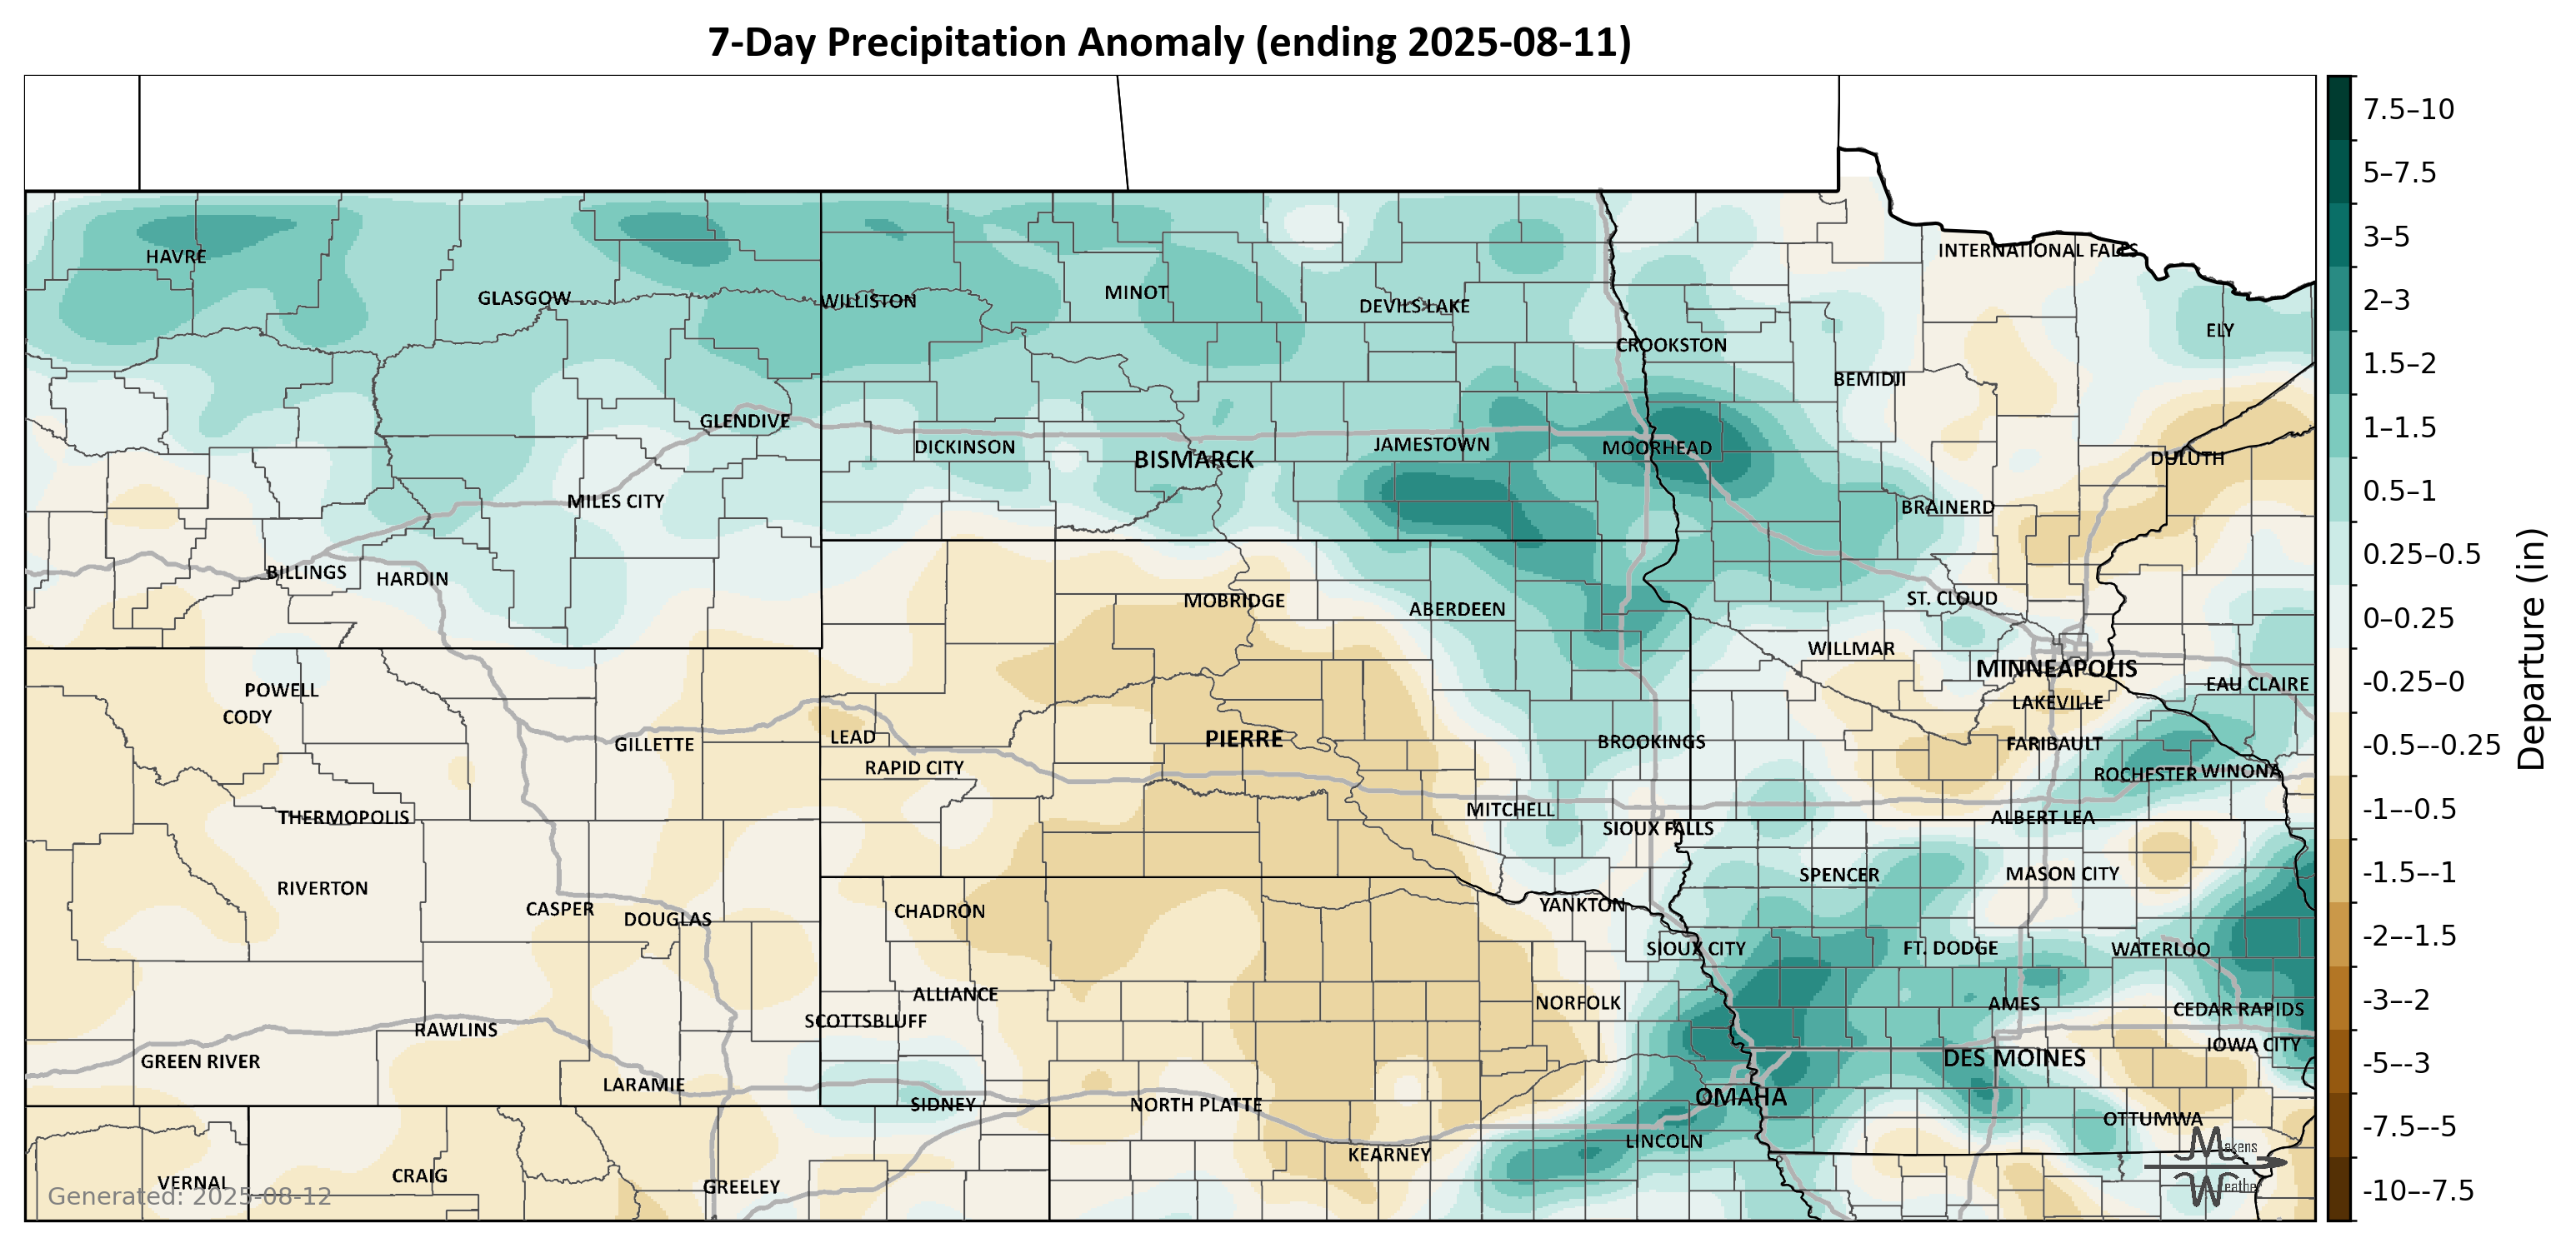 7-Day Precipitation Anomaly (ending 2025-08-11)
7.5–10
5–7.5
3–5
2–3
1.5–2
1–1.5
0.5–1
0.25–0.5
0–0.25
-0.25–0
-0.5–-0.25
-1–-0.5
-1.5–-1
-2–-1.5
-3–-2
-5–-3
-7.5–-5
-10–-7.5
Departure (in)
HAVRE
INTERNATIONAL FALLS
GLASGOW
WILLISTON
MINOT
DEVILS LAKE
ELY
CROOKSTON
BEMIDJI
GLENDIVE
DICKINSON
BISMARCK
JAMESTOWN
MOORHEAD
DULUTH
MILES CITY
BRAINERD
BILLINGS
HARDIN
MOBRIDGE
ABERDEEN
ST. CLOUD
WILLMAR
MINNEAPOLIS
POWELL
EAU CLAIRE
CODY
LAKEVILLE
GILLETTE
LEAD
PIERRE
BROOKINGS
FARIBAULT
RAPID CITY
ROCHESTER
WINONA
THERMOPOLIS
MITCHELL
ALBERT LEA
SIOUX FALLS
RIVERTON
SPENCER
MASON CITY
CASPER
DOUGLAS
CHADRON
YANKTON
SIOUX CITY
FT. DODGE
WATERLOO
ALLIANCE
NORFOLK
AMES
CEDAR RAPIDS
SCOTTSBLUFF
RAWLINS
IOWA CITY
GREEN RIVER
DES MOINES
LARAMIE
SIDNEY
NORTH PLATTE
OMAHA
OTTUMWA
LINCOLN
KEARNEY
VERNAL
CRAIG
GREELEY
Generated: 2025-08-12
Makens
Weather